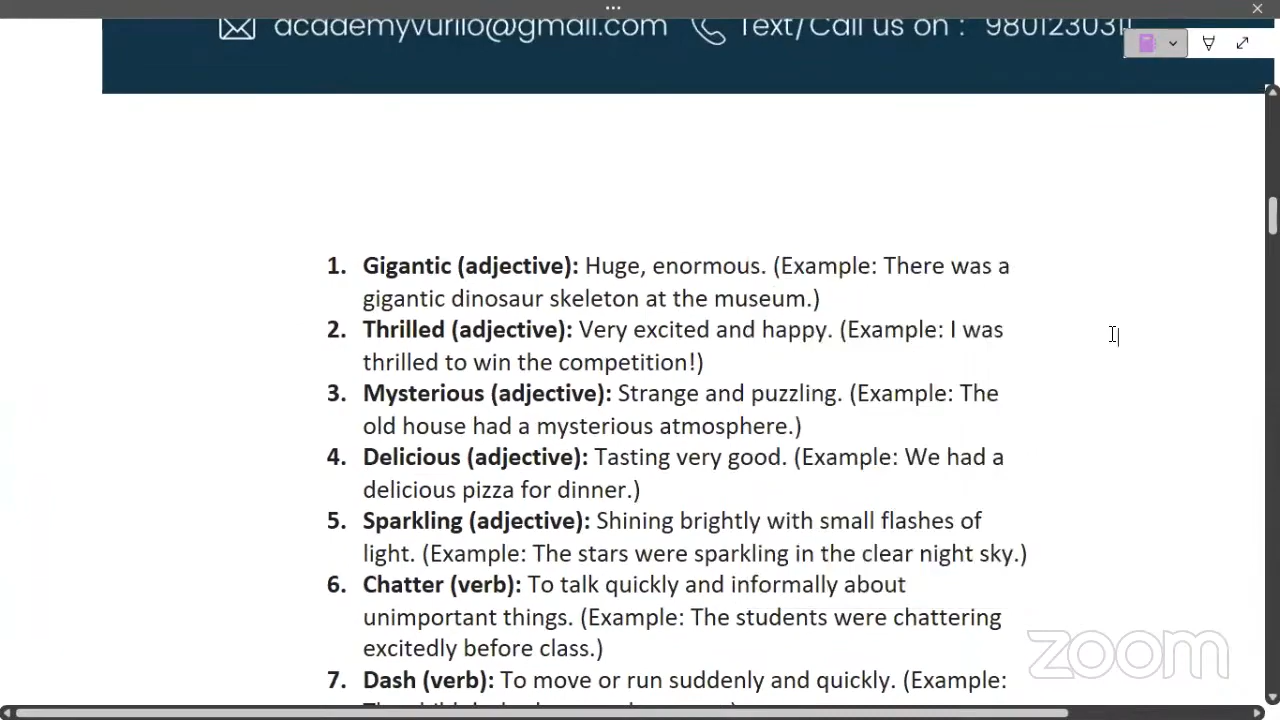 academyvurilo@gmail.com Text/Call us on : 9801230311
1. Gigantic (adjective): Huge, enormous. (Example: There was a
gigantic dinosaur skeleton at the museum.)
2. Thrilled (adjective): Very excited and happy. (Example: I was
thrilled to win the competition!)
3. Mysterious (adjective): Strange and puzzling. (Example: The
old house had a mysterious atmosphere.)
4. Delicious (adjective): Tasting very good. (Example: We had a
delicious pizza for dinner.)
5. Sparkling (adjective): Shining brightly with small flashes of
light. (Example: The stars were sparkling in the clear night sky.)
6. Chatter (verb): To talk quickly and informally about
unimportant things. (Example: The students were chattering
excitedly before class.)
zoom
7. Dash (verb): To move or run suddenly and quickly. (Example: